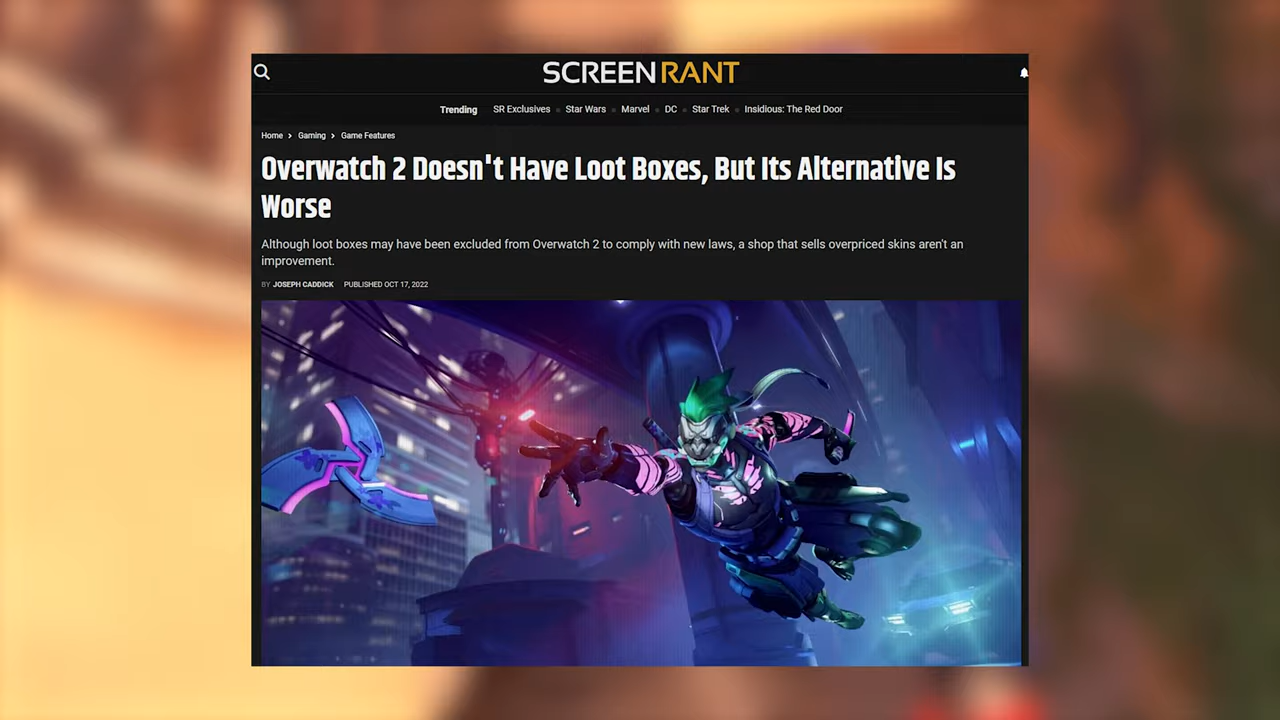 SCREENRANT
Trending SR Exclusives Star Wars Marvel DC Star Trek Insidious: The Red Door
Home > Gaming > Game Features
Overwatch 2 Doesn't Have Loot Boxes, But Its Alternative Is
Worse
Although loot boxes may have been excluded from Overwatch 2 to comply with new laws, a shop that sells overpriced skins aren't an
improvement.
BY JOSEPH CADDICK PUBLISHED OCT 17, 2022